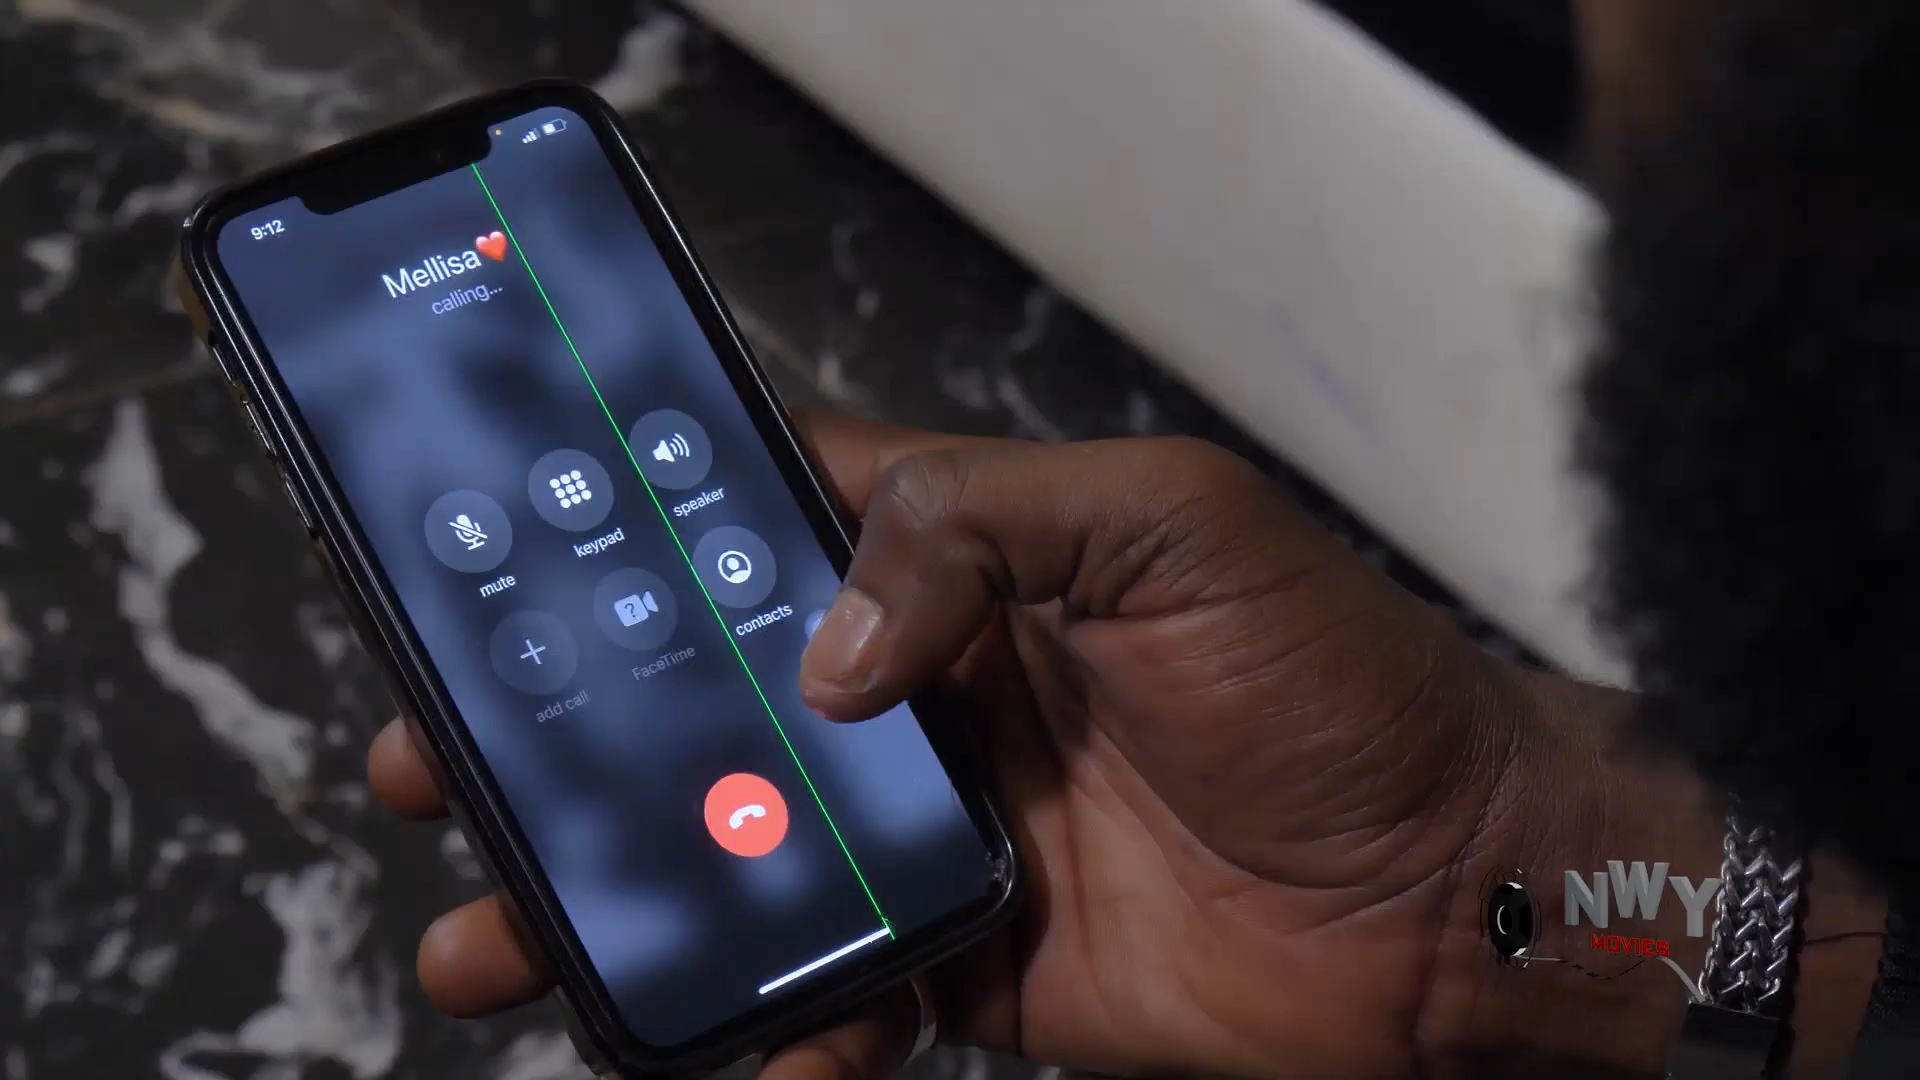 9:12
Mellisa❤️
calling...
mute
keypad
speaker
add call
FaceTime
contacts
NWY
MOVIES